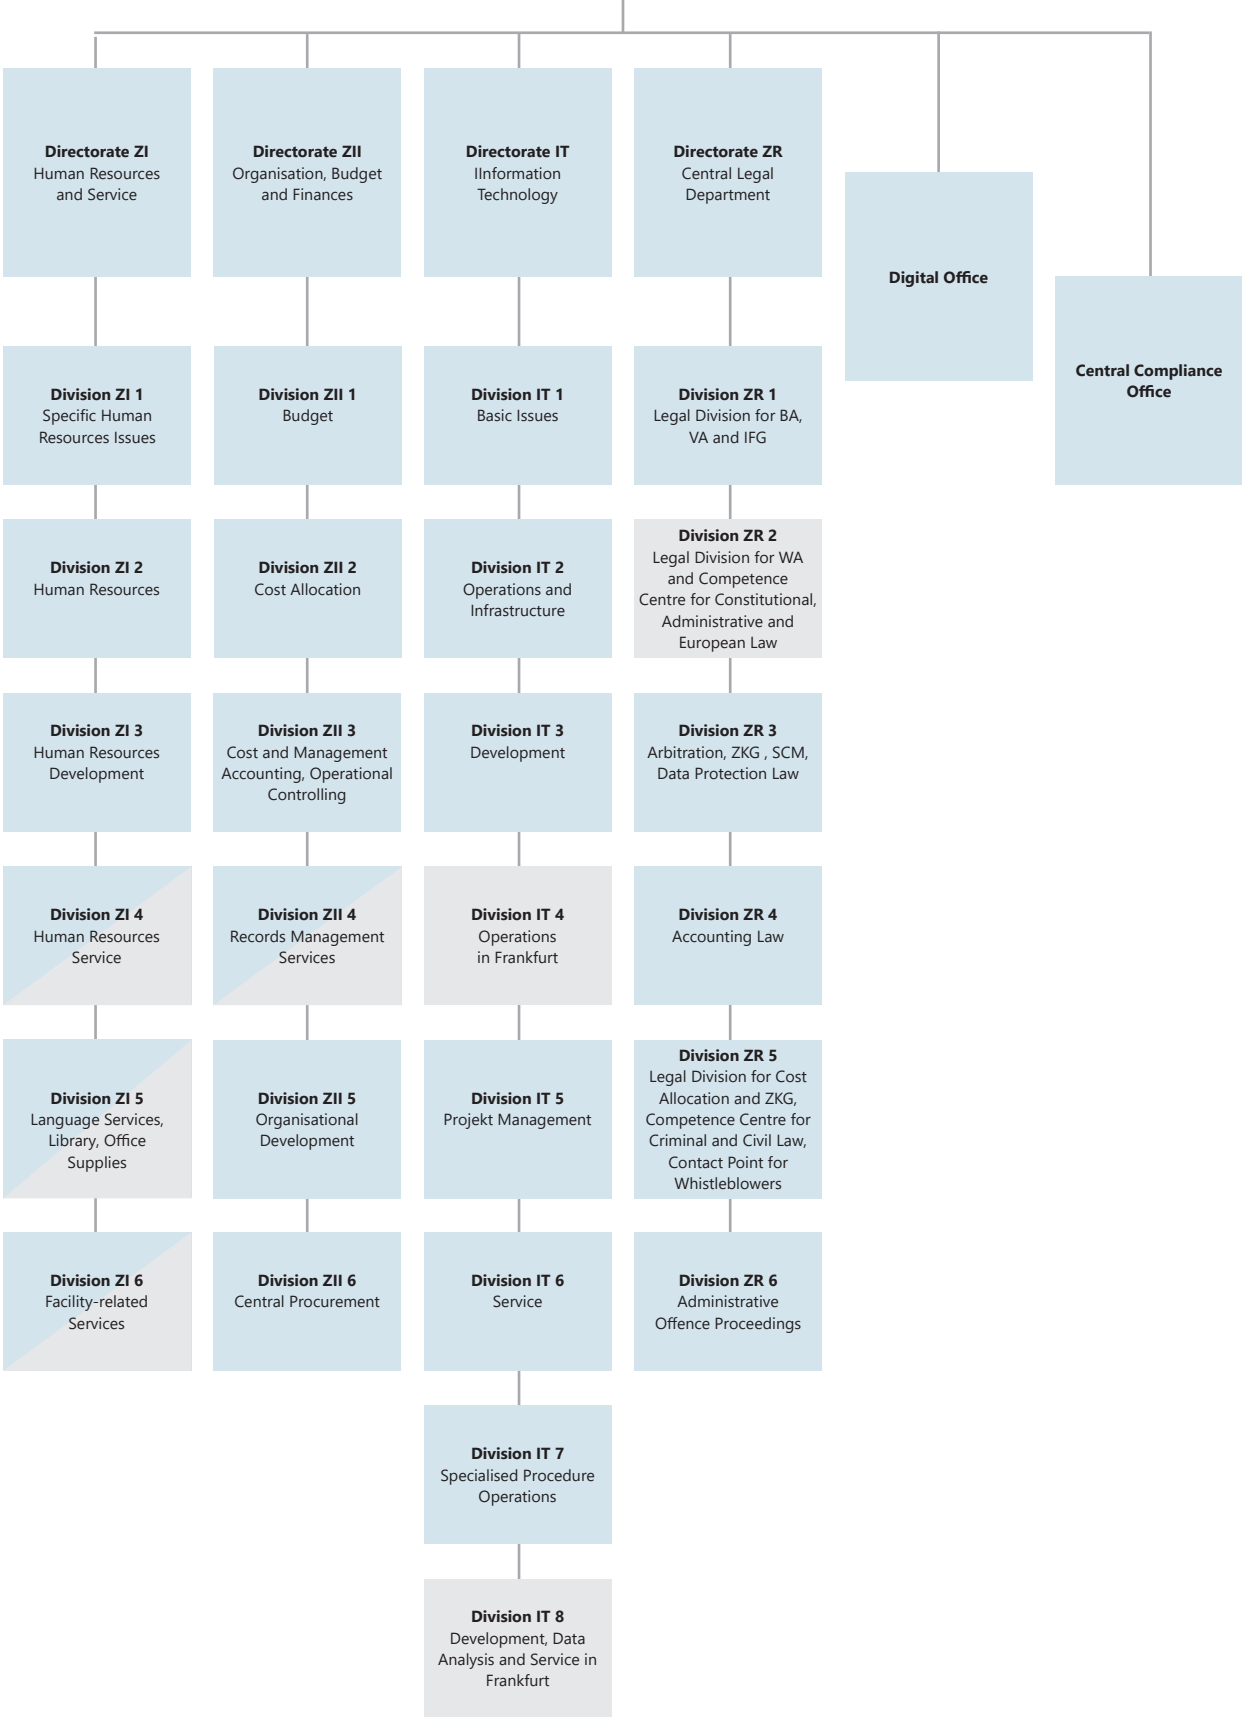 Directorate ZI
Human Resources
and Service
Directorate ZII
Organisation, Budget
and Finances
Directorate IT
IInformation
Technology
Directorate ZR
Central Legal
Department
Digital Office
Central Compliance
Office
Division ZI 1
Specific Human
Resources Issues
Division ZII 1
Budget
Division IT 1
Basic Issues
Division ZR 1
Legal Division for BA,
VA and IFG
Division ZI 2
Human Resources
Division ZII 2
Cost Allocation
Division IT 2
Operations and
Infrastructure
Division ZR 2
Legal Division for WA
and Competence
Centre for Constitutional,
Administrative and
European Law
Division ZI 3
Human Resources
Development
Division ZII 3
Cost and Management
Accounting, Operational
Controlling
Division IT 3
Development
Division ZR 3
Arbitration, ZKG , SCM,
Data Protection Law
Division ZI 4
Human Resources
Service
Division ZII 4
Records Management
Services
Division IT 4
Operations
in Frankfurt
Division ZR 4
Accounting Law
Division ZI 5
Language Services,
Library, Office
Supplies
Division ZII 5
Organisational
Development
Division IT 5
Projekt Management
Division ZR 5
Legal Division for Cost
Allocation and ZKG,
Competence Centre for
Criminal and Civil Law,
Contact Point for
Whistleblowers
Division ZI 6
Facility-related
Services
Division ZII 6
Central Procurement
Division IT 6
Service
Division ZR 6
Administrative
Offence Proceedings
Division IT 7
Specialised Procedure
Operations
Division IT 8
Development, Data
Analysis and Service in
Frankfurt